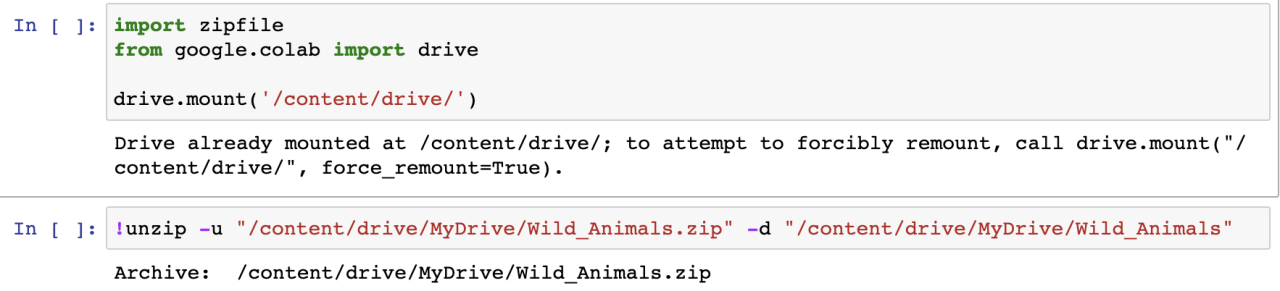 In [ ]: import zipfile
from google.colab import drive
drive.mount('/content/drive/')
Drive already mounted at /content/drive/; to attempt to forcibly remount, call drive.mount("/
content/drive/", force_remount=True).
In [ ]: !unzip -u "/content/drive/MyDrive/Wild_Animals.zip" -d "/content/drive/MyDrive/Wild_Animals"
Archive:  /content/drive/MyDrive/Wild_Animals.zip